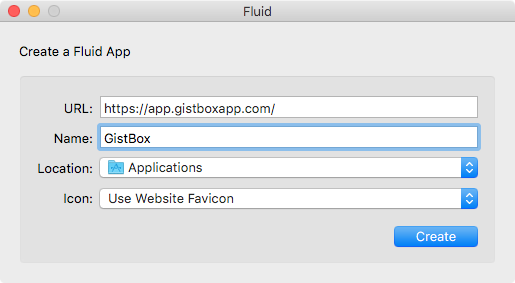 Fluid
Create a Fluid App
URL: https://app.gistboxapp.com/
Name: GistBox
Location: Applications
Icon: Use Website Favicon
Create